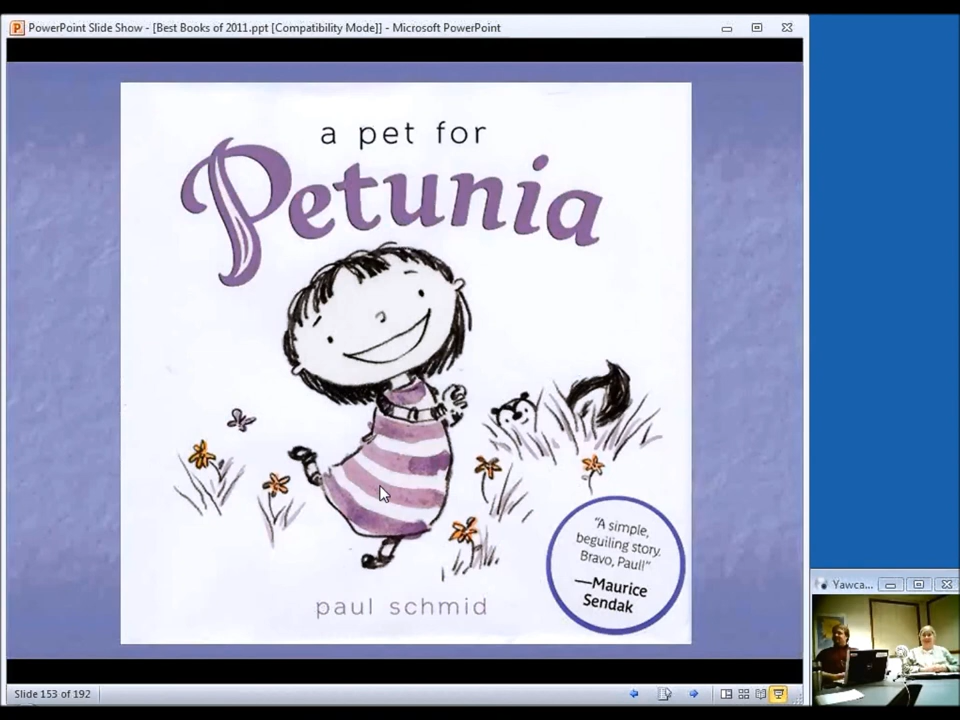 PowerPoint Slide Show - [Best Books of 2011.ppt [Compatibility Mode]] - Microsoft PowerPoint
a pet for
Petunia
"A simple,
beguiling story.
Bravo, Paul!"
—Maurice
Sendak
paul schmid
Yawca...
Slide 153 of 192